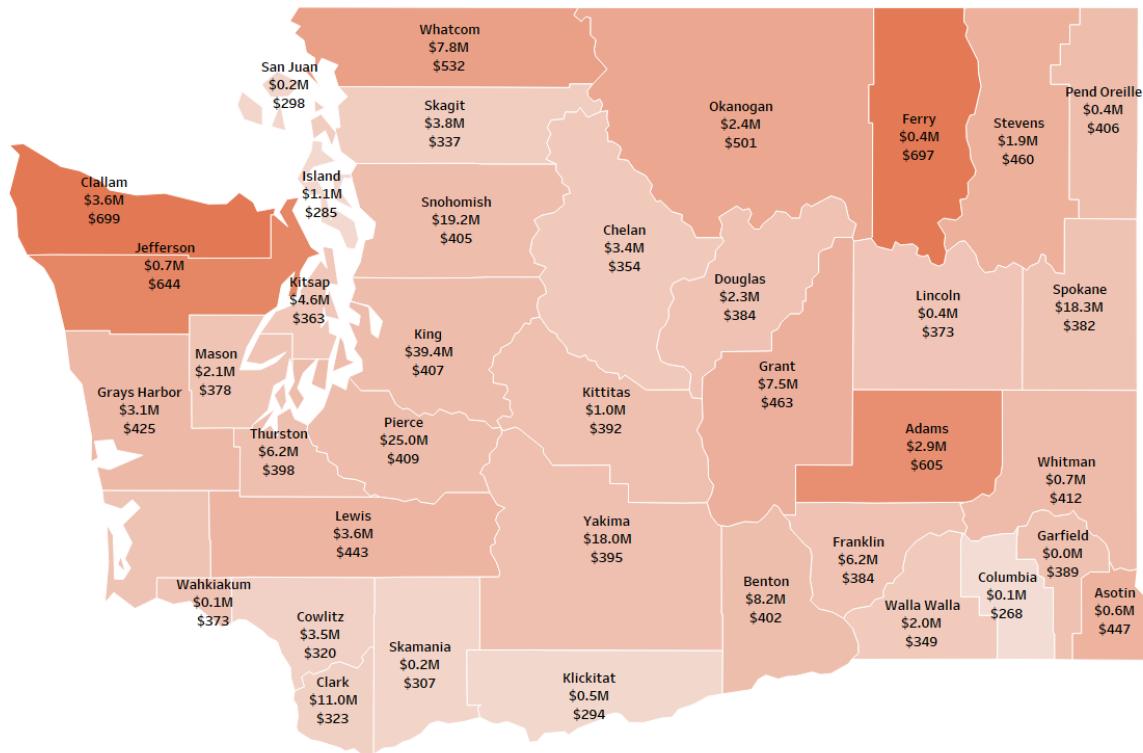 Whatcom
$7.8M
$532
San Juan
$0.2M
$298
Skagit
$3.8M
$337
Okanogan
$2.4M
$501
Ferry
$0.4M
$697
Stevens
$1.9M
$460
Pend Oreille
$0.4M
$406
Clallam
$3.6M
$699
Island
$1.1M
$285
Snohomish
$19.2M
$405
Chelan
$3.4M
$354
Jefferson
$0.7M
$644
Kitsap
$4.6M
$363
Douglas
$2.3M
$384
Lincoln
$0.4M
$373
Spokane
$18.3M
$382
King
$39.4M
$407
Mason
$2.1M
$378
Grays Harbor
$3.1M
$425
Kittitas
$1.0M
$392
Grant
$7.5M
$463
Thurston
$6.2M
$398
Pierce
$25.0M
$409
Adams
$2.9M
$605
Whitman
$0.7M
$412
Lewis
$3.6M
$443
Yakima
$18.0M
$395
Franklin
$6.2M
$384
Garfield
$0.0M
$389
Wahkiakum
$0.1M
$373
Benton
$8.2M
$402
Columbia
$0.1M
$268
Asotin
$0.6M
$447
Cowlitz
$3.5M
$320
Walla Walla
$2.0M
$349
Skamania
$0.2M
$307
Clark
$11.0M
$323
Klickitat
$0.5M
$294